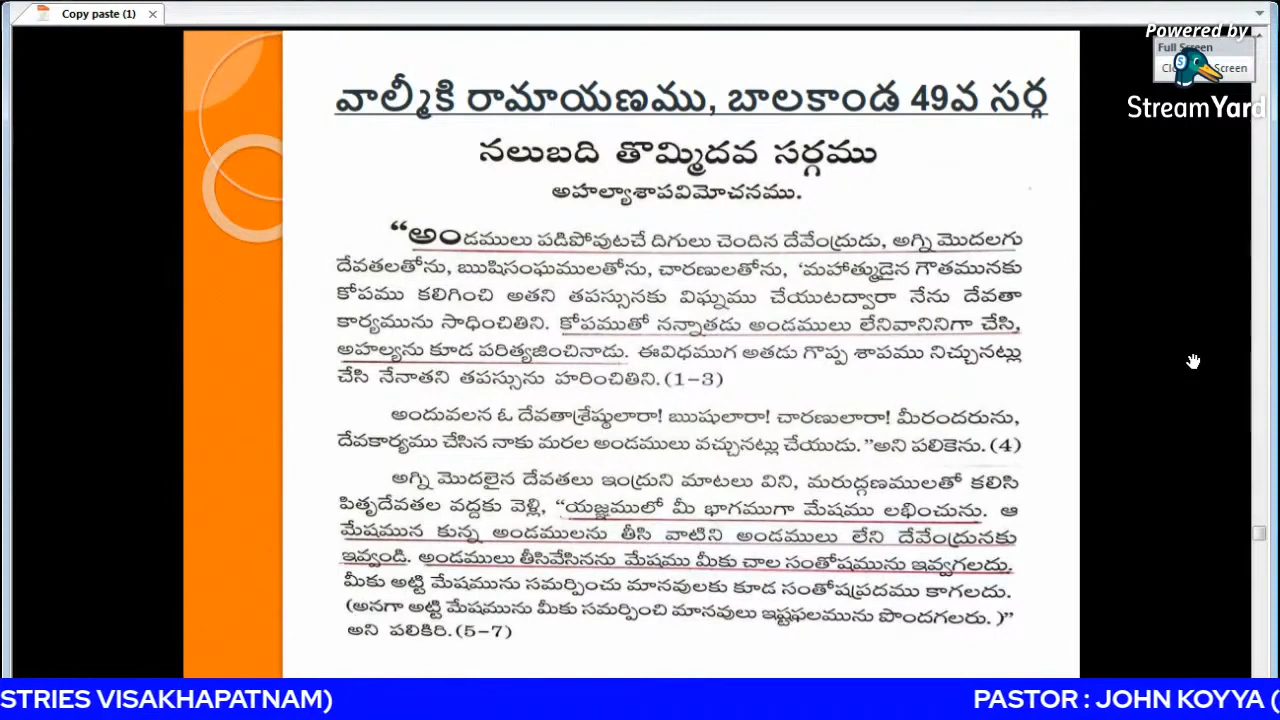 Copy paste (1)
Powered by
Full Screen
Screen
StreamYard
వాల్మీకి రామాయణము, బాలకాండ 49వ సర్గ
నలుబది తొమ్మిదవ సర్గము
అహల్యాశాపవిమోచనము.
“అండములు పడిపోవుటచే దిగులు చెందిన దేవేంద్రుడు, అగ్ని మొదలగు
దేవతలతోను, ఋషిసంఘములతోను, చారణులతోను, ‘మహాత్ముడైన గౌతమునకు
కోపము కలిగించి అతని తపస్సునకు విఘ్నము చేయుటద్వారా నేను దేవతా
కార్యమును సాధించితిని. కోపముతో నన్నాతడు అండములు లేనివానినిగా చేసి,
అహల్యను కూడ పరిత్యజించినాడు. ఈవిధముగ అతడు గొప్ప శాపము నిచ్చునట్లు
చేసి నేనాతని తపస్సును హరించితిని. (1-3)
అందువలన ఓ దేవతాశ్రేష్ఠులారా! ఋషులారా! చారణులారా! మీరందరును,
దేవకార్యము చేసిన నాకు మరల అండములు వచ్చునట్లు చేయుడు.”అని పలికెను. (4)
అగ్ని మొదలైన దేవతలు ఇంద్రుని మాటలు విని, మరుద్గణములతో కలిసి
పితృదేవతల వద్దకు వెళ్లి, “యజ్ఞములో మీ భాగముగా మేషము లభించును. ఆ
మేషమున కున్న అండములను తీసి వాటిని అండములు లేని దేవేంద్రునకు
ఇవ్వండి. అండములు తీసివేసినను మేషము మీకు చాల సంతోషమును ఇవ్వగలదు.
మీకు అట్టి మేషమును సమర్పించు మానవులకు కూడ సంతోషప్రదము కాగలదు.
(అనగా అట్టి మేషమును మీకు సమర్పించి మానవులు ఇష్టఫలమును పొందగలరు. )”
అని పలికిరి. (5-7)
STRIES VISAKHAPATNAM)
PASTOR : JOHN KOYYA (